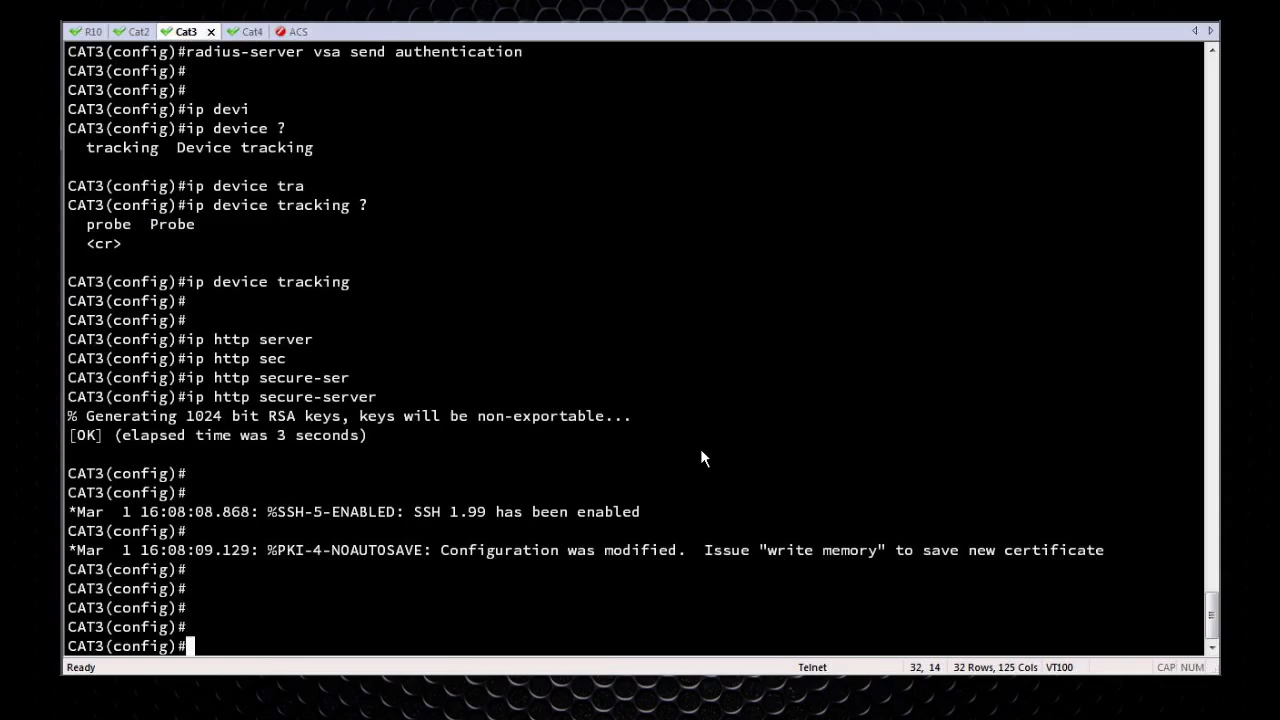 R10 Cat2 Cat3 Cat4 ACS
CAT3(config)#radius-server vsa send authentication
CAT3(config)#
CAT3(config)#
CAT3(config)#ip devi
CAT3(config)#ip device ?
tracking  Device tracking
CAT3(config)#ip device tra
CAT3(config)#ip device tracking ?
probe  Probe
<cr>
CAT3(config)#ip device tracking
CAT3(config)#
CAT3(config)#
CAT3(config)#ip http server
CAT3(config)#ip http sec
CAT3(config)#ip http secure-ser
CAT3(config)#ip http secure-server
% Generating 1024 bit RSA keys, keys will be non-exportable...
[OK] (elapsed time was 3 seconds)
CAT3(config)#
CAT3(config)#
*Mar  1 16:08:08.868: %SSH-5-ENABLED: SSH 1.99 has been enabled
CAT3(config)#
*Mar  1 16:08:09.129: %PKI-4-NOAUTOSAVE: Configuration was modified.  Issue "write memory" to save new certificate
CAT3(config)#
CAT3(config)#
CAT3(config)#
CAT3(config)#
CAT3(config)#
Ready Telnet 32, 14 32 Rows, 125 Cols VT100 CAP NUM